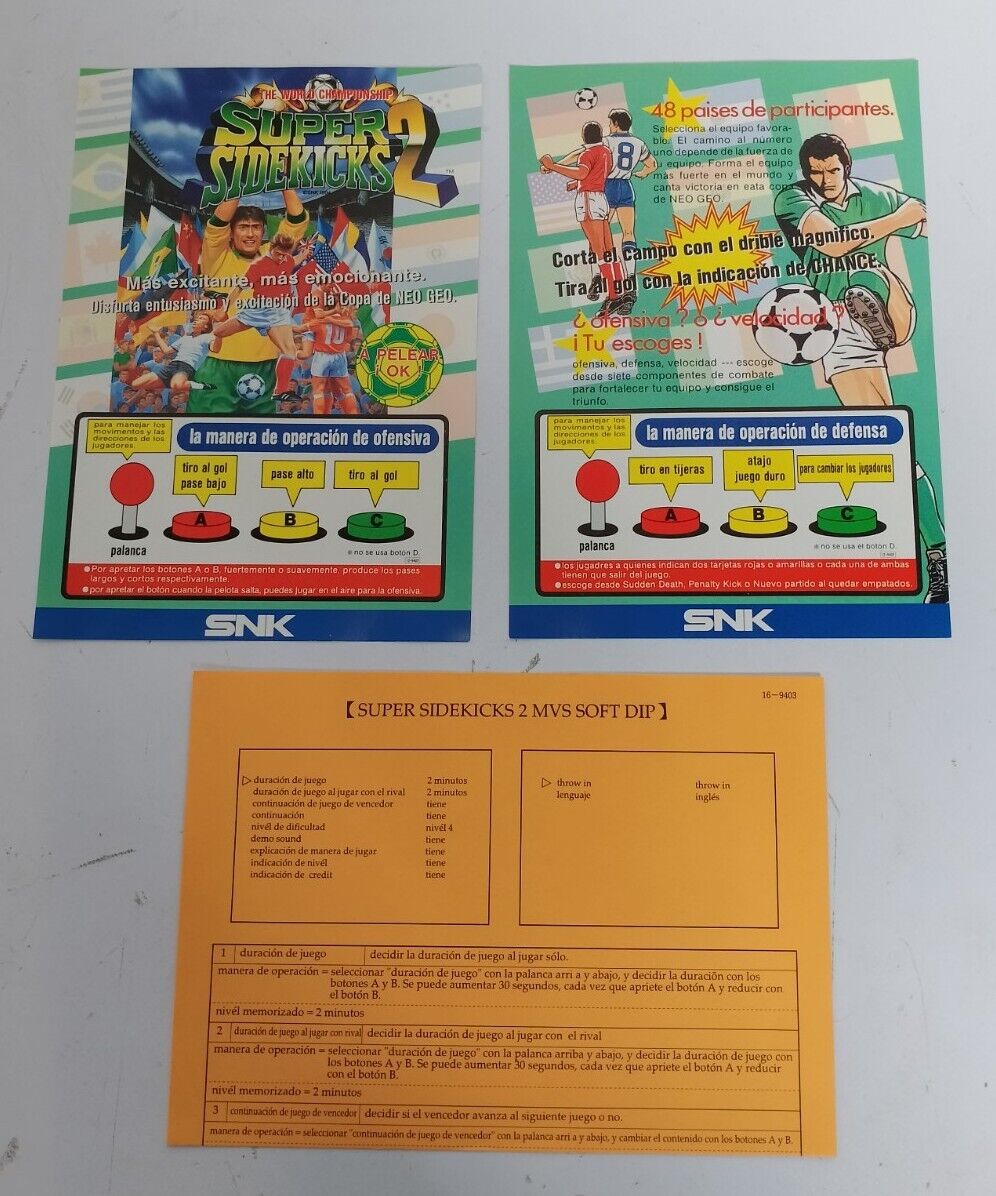 THE WORLD CHAMPIONSHIP
SUPER
SIDEKICKS 2
TM
Más excitante, más emocionante.
Disfurta entusiasmo y excitación de la Copa de NEO GEO.
10
A PELEAR
OK
para manejar los
movimentos y las
direcciones de los
jugadores.
la manera de operación de ofensiva
tiro al gol
pase bajo
pase alto
tiro al gol
A
B
C
palanca
※no se usa botón D.
●Por apretar los botones A o B, fuertemente o suavemente, produce los pases
largos y cortos respectivamente.
●por apretar el botón cuando la pelota salta, puedes jugar en el aire para la ofensiva.
SNK
8
48 paises de participantes.
Selecciona el equipo favora-
ble. El camino al número
uno depende de la fuerza de
tu equipo. Forma el equipo
más fuerte en el mundo y
canta victoria en eata copa
de NEO GEO.
Corta el campo con el drible magnifico.
Tira al gol con la indicación de CHANCE.
¿ofensiva? o ¿velocidad?
¡Tu escoges!
ofensiva, defensa, velocidad --- escoge
desde siete componentes de combate
para fortalecer tu equipo y consigue el
triunfo.
para manejar los
movimentos y las
direcciones de los
jugadores.
la manera de operación de defensa
tiro en tijeras
atajo
juego duro
para cambiar los jugadores
A
B
C
palanca
※no se usa botón D.
●los jugadores a quienes indican dos tarjetas rojas o amarillas o cada una de ambas
tienen que salir del juego.
●escoge desde Sudden Death, Penalty Kick o Nuevo partido al quedar empatados.
SNK
16-9403
【SUPER SIDEKICKS 2 MVS SOFT DIP】
▷duración de juego 2 minutos
duración de juego al jugar con el rival 2 minutos
continuación de juego de vencedor tiene
continuación tiene
nivél de dificultad nivél 4
demo sound tiene
explicación de manera de jugar tiene
indicación de nivél tiene
indicación de credit tiene
▷ throw in throw in
lenguaje inglés
1 duración de juego decidir la duración de juego al jugar sólo.
manera de operación = seleccionar "duración de juego" con la palanca arri a y abajo, y decidir la duración con los
botones A y B. Se puede aumentar 30 segundos, cada vez que apriete el botón A y reducir con
el botón B.
nivél memorizado = 2 minutos
2 duración de juego al jugar con rival decidir la duración de juego al jugar con el rival
manera de operación = seleccionar "duración de juego" con la palanca arriba y abajo, y decidir la duración de juego con
los botones A y B. Se puede aumentar 30 segundos, cada vez que apriete el botón A y reducir
con el botón B.
nivél memorizado = 2 minutos
3 continuación de juego de vencedor decidir si el vencedor avanza al siguiente juego o no.
manera de operación = seleccionar "continuación de juego de vencedor" con la palanca arri a y abajo, y cambiar el contenido con los botones A y B.